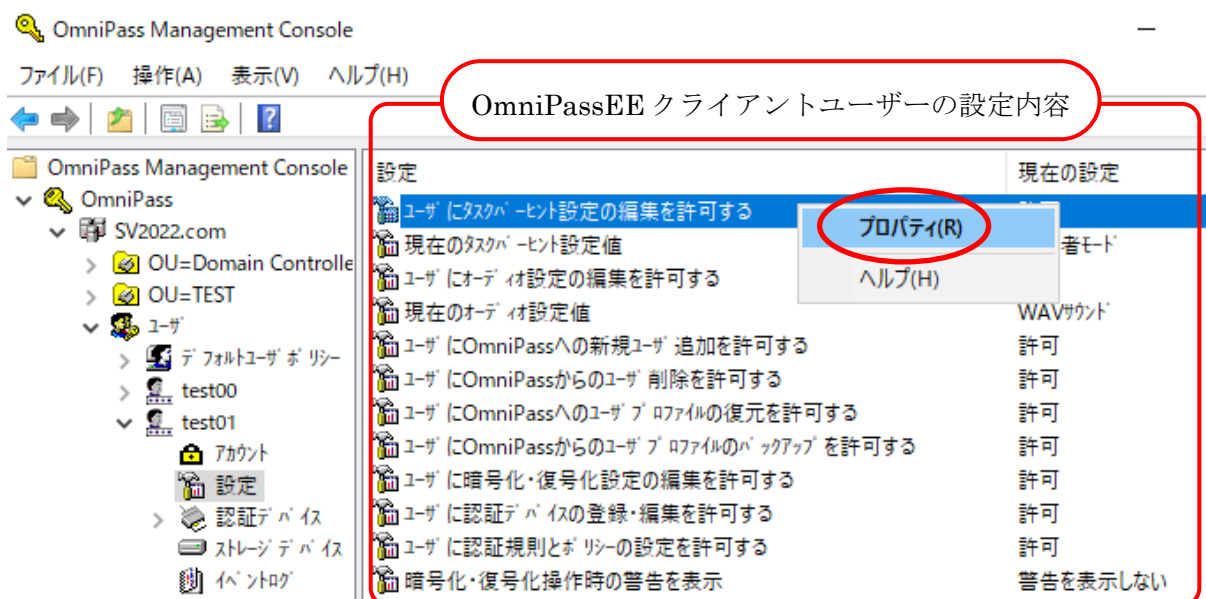 OmniPass Management Console
ファイル(F) 操作(A) 表示(V) ヘルプ(H)
OmniPassEE クライアントユーザーの設定内容
OmniPass Management Console
OmniPass
SV2022.com
OU=Domain Controlle
OU=TEST
ユーザ
デフォルトユーザポリシー
test00
test01
アカウント
設定
認証デバイス
ストレージデバイス
イベントログ
設定 現在の設定
ユーザにタスクバーヒント設定の編集を許可する
現在のタスクバーヒント設定値 者モード
ユーザにオーディオ設定の編集を許可する
現在のオーディオ設定値 WAVサウンド
ユーザにOmniPassへの新規ユーザ追加を許可する 許可
ユーザにOmniPassからのユーザ削除を許可する 許可
ユーザにOmniPassへのユーザプロファイルの復元を許可する 許可
ユーザにOmniPassからのユーザプロファイルのバックアップを許可する 許可
ユーザに暗号化・復号化設定の編集を許可する 許可
ユーザに認証デバイスの登録・編集を許可する 許可
ユーザに認証規則とポリシーの設定を許可する 許可
暗号化・復号化操作時の警告を表示 警告を表示しない
プロパティ(R)
ヘルプ(H)